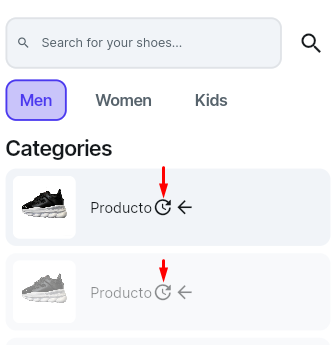 Search for your shoes...
Men
Women
Kids
Categories
Producto
Producto